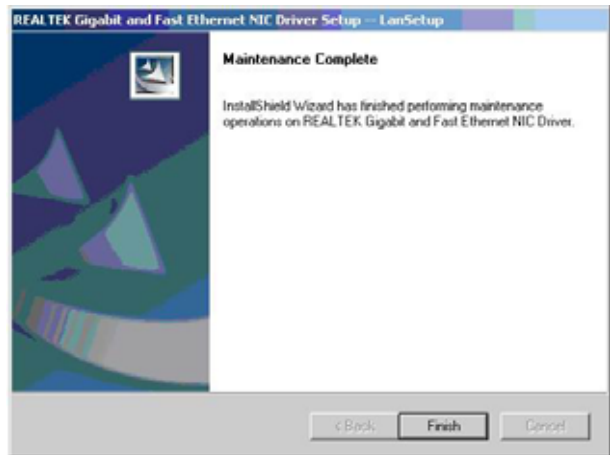 REALTEK Gigabit and Fast Ethernet NIC Driver Setup -- LanSetup
Maintenance Complete
InstallShield Wizard has finished performing maintenance
operations on REALTEK Gigabit and Fast Ethernet NIC Driver.
< Back
Finish
Cancel